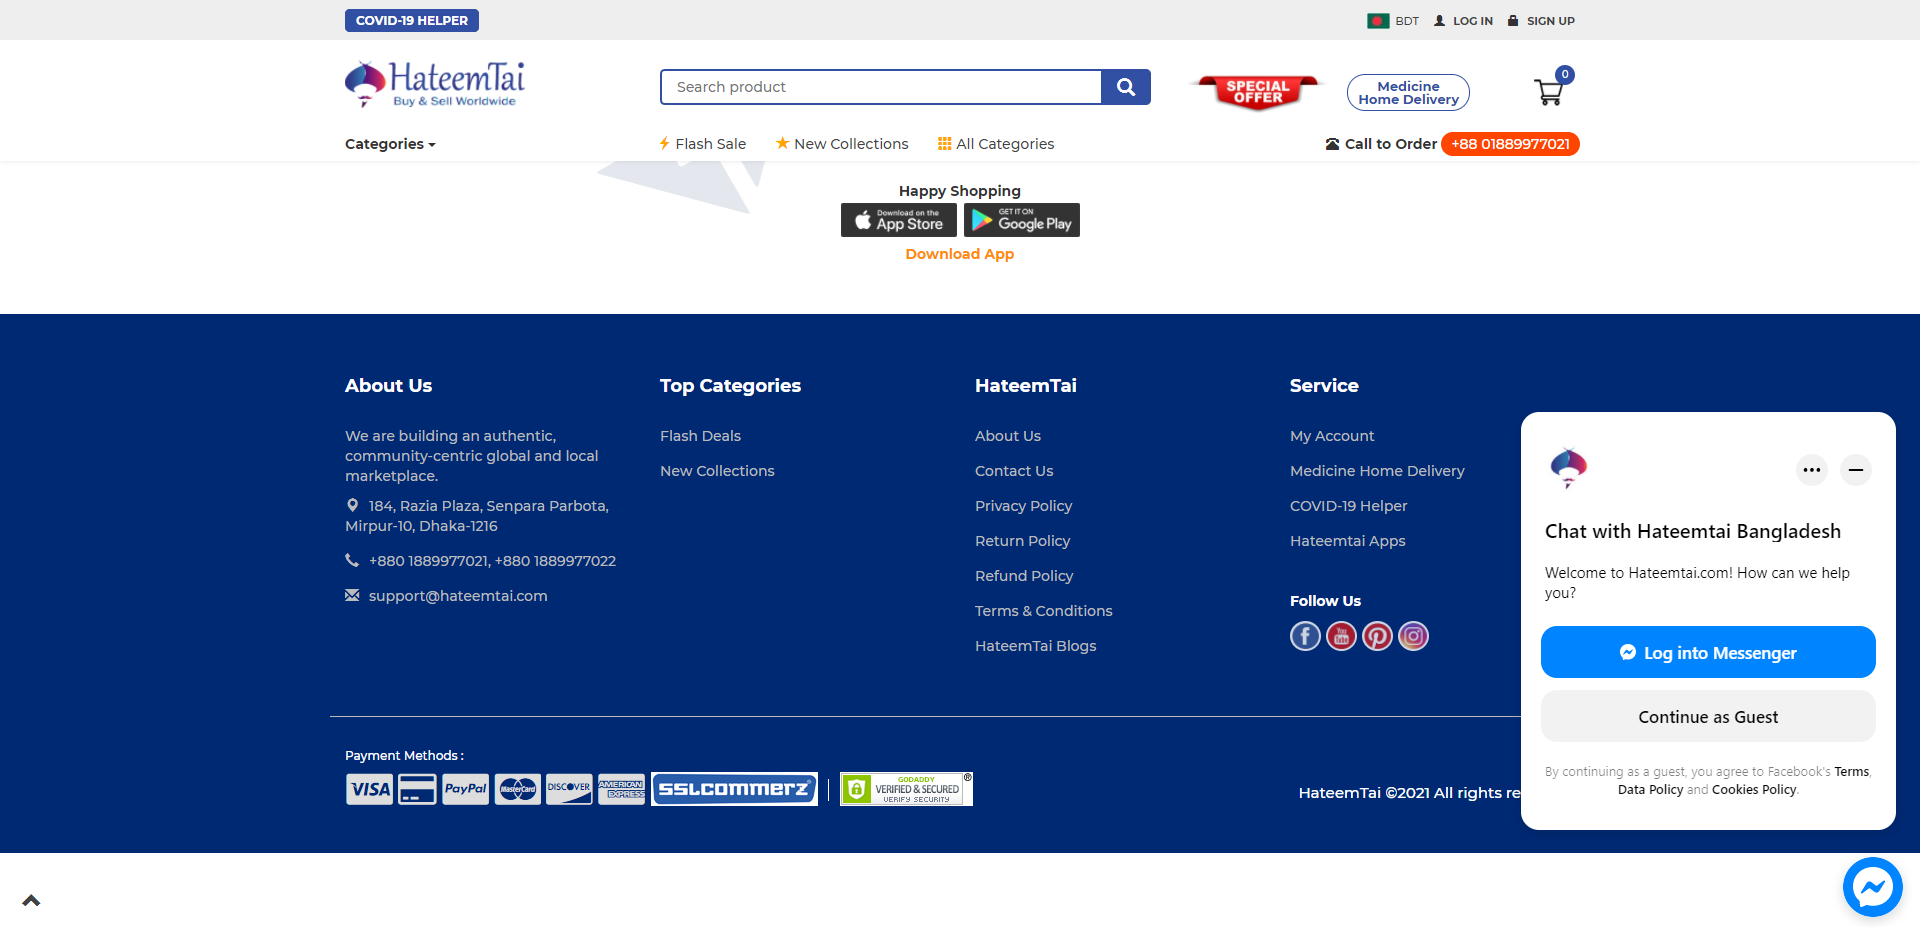 COVID-19 HELPER
BDT
LOG IN
SIGN UP
HateemTai
Buy & Sell Worldwide
Search product
SPECIAL
OFFER
Medicine
Home Delivery
0
Categories
Flash Sale
New Collections
All Categories
Call to Order
+88 01889977021
Happy Shopping
Download on the
App Store
GET IT ON
Google Play
Download App
About Us
We are building an authentic,
community-centric global and local
marketplace.
184, Razia Plaza, Senpara Parbota,
Mirpur-10, Dhaka-1216
+880 1889977021, +880 1889977022
support@hateemtai.com
Top Categories
Flash Deals
New Collections
HateemTai
About Us
Contact Us
Privacy Policy
Return Policy
Refund Policy
Terms & Conditions
HateemTai Blogs
Service
My Account
Medicine Home Delivery
COVID-19 Helper
Hateemtai Apps
Follow Us
You
Tube
Chat with Hateemtai Bangladesh
Welcome to Hateemtai.com! How can we help
you?
Log into Messenger
Continue as Guest
By continuing as a guest, you agree to Facebook's Terms,
Data Policy and Cookies Policy.
Payment Methods :
VISA
PayPal
MasterCard
DISCOVER
AMERICAN
EXPRESS
SSLCOMMERZ
GODADDY
VERIFIED & SECURED
VERIFY SECURITY
HateemTai ©2021 All rights re